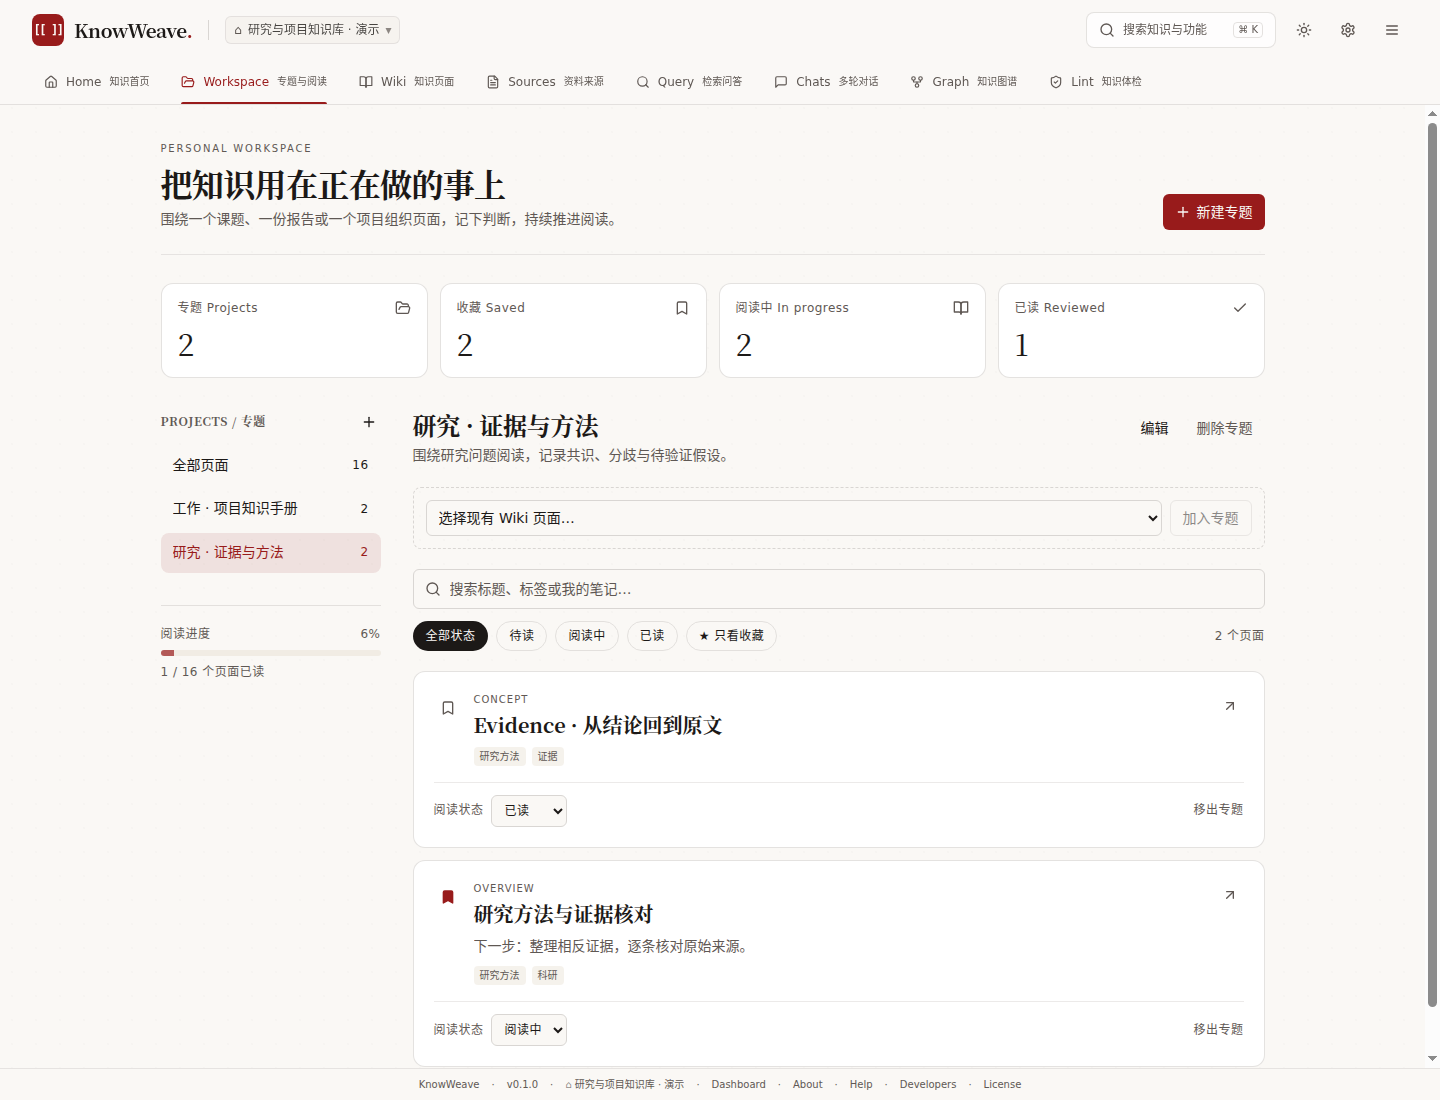 [[ ]] KnowWeave. ⌂ 研究与项目知识库 · 演示 ▾ 搜索知识与功能 ⌘ K
Home 知识首页 Workspace 专题与阅读 Wiki 知识页面 Sources 资料来源 Query 检索问答 Chats 多轮对话 Graph 知识图谱 Lint 知识体检
PERSONAL WORKSPACE
把知识用在正在做的事上
围绕一个课题、一份报告或一个项目组织页面，记下判断，持续推进阅读。
+ 新建专题
专题 Projects
2
收藏 Saved
2
阅读中 In progress
2
已读 Reviewed
1
PROJECTS / 专题 +
全部页面 16
工作 · 项目知识手册 2
研究 · 证据与方法 2
阅读进度 6%
1 / 16 个页面已读
研究 · 证据与方法
编辑 删除专题
围绕研究问题阅读，记录共识、分歧与待验证假设。
选择现有 Wiki 页面… 加入专题
搜索标题、标签或我的笔记…
全部状态 待读 阅读中 已读 ★ 只看收藏 2 个页面
CONCEPT
Evidence · 从结论回到原文
研究方法 证据
阅读状态 已读 移出专题
OVERVIEW
研究方法与证据核对
下一步：整理相反证据，逐条核对原始来源。
研究方法 科研
阅读状态 阅读中 移出专题
KnowWeave · v0.1.0 · ⌂ 研究与项目知识库 · 演示 · Dashboard · About · Help · Developers · License